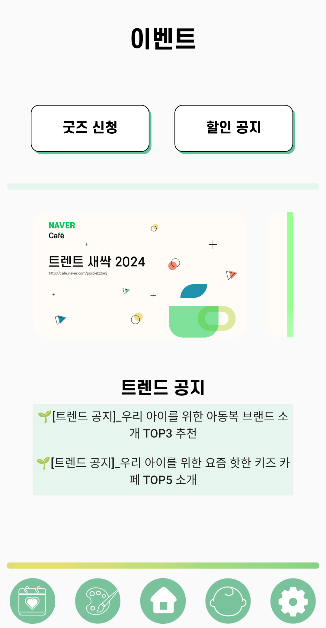 이벤트
굿즈 신청
할인 공지
NAVER
Café
트렌트 새싹 2024
트렌드 공지
🌱[트렌드 공지]_우리 아이를 위한 아동복 브랜드 소
개 TOP3 추천
🌱[트렌드 공지]_우리 아이를 위한 요즘 핫한 키즈 카
페 TOP5 소개